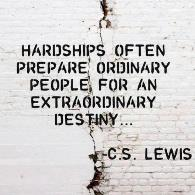 HARDSHIPS OFTEN
PREPARE ORDINARY
PEOPLE FOR AN
EXTRAORDINARY
DESTINY...
-C.S. LEWIS